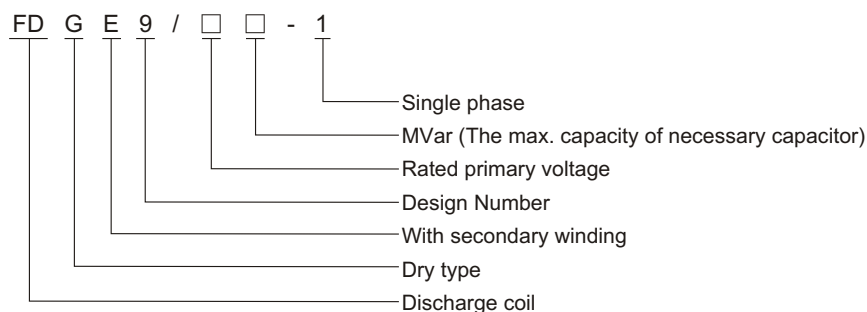 FD G E 9 / □ □ - 1
Single phase
MVar (The max. capacity of necessary capacitor)
Rated primary voltage
Design Number
With secondary winding
Dry type
Discharge coil